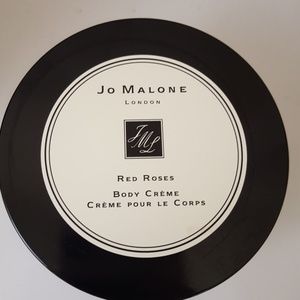 Jo Malone
London
JML
Red Roses
Body Crème
Crème pour le Corps